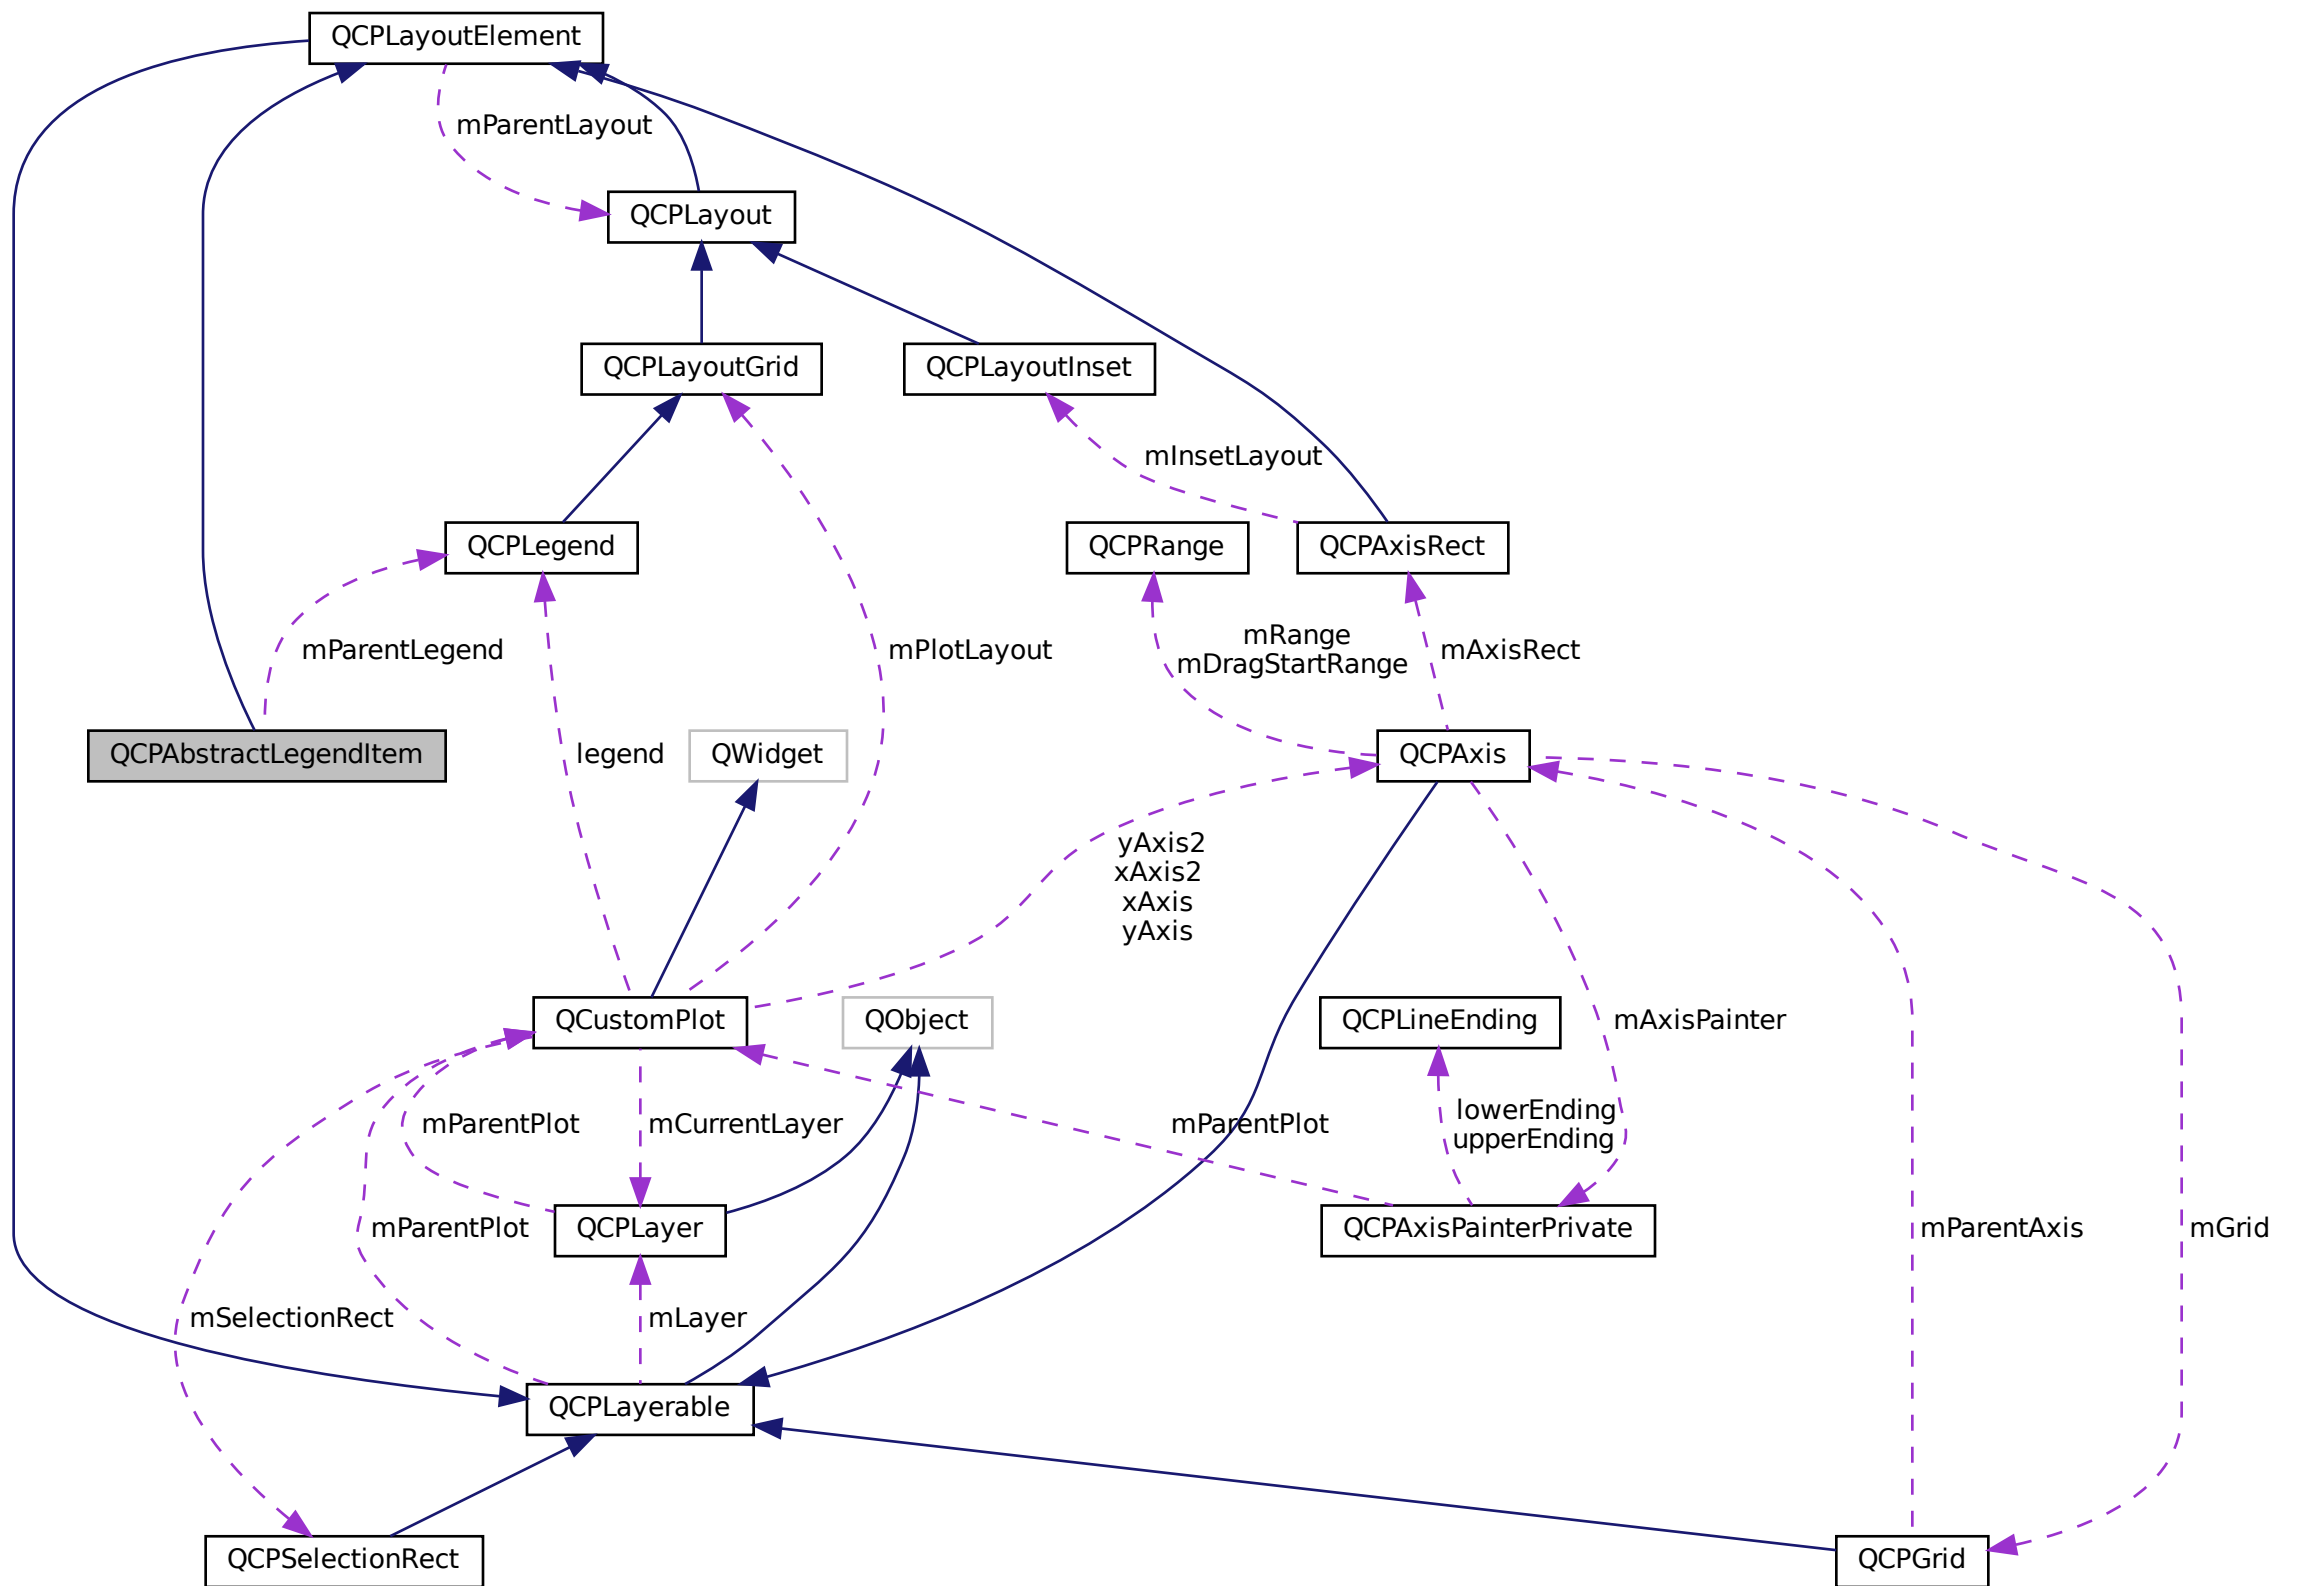 QCPLayoutElement
mParentLayout
QCPLayout
QCPLayoutGrid
QCPLayoutInset
mInsetLayout
QCPLegend
QCPRange
QCPAxisRect
mRange
mDragStartRange
mParentLegend
mPlotLayout
mAxisRect
QCPAbstractLegendItem
legend
QWidget
QCPAxis
yAxis2
xAxis2
xAxis
yAxis
QCustomPlot
QObject
QCPLineEnding
mAxisPainter
mParentPlot
mCurrentLayer
mParentPlot
lowerEnding
upperEnding
mParentPlot
QCPLayer
QCPAxisPainterPrivate
mParentAxis
mGrid
mSelectionRect
mLayer
QCPLayerable
QCPSelectionRect
QCPGrid